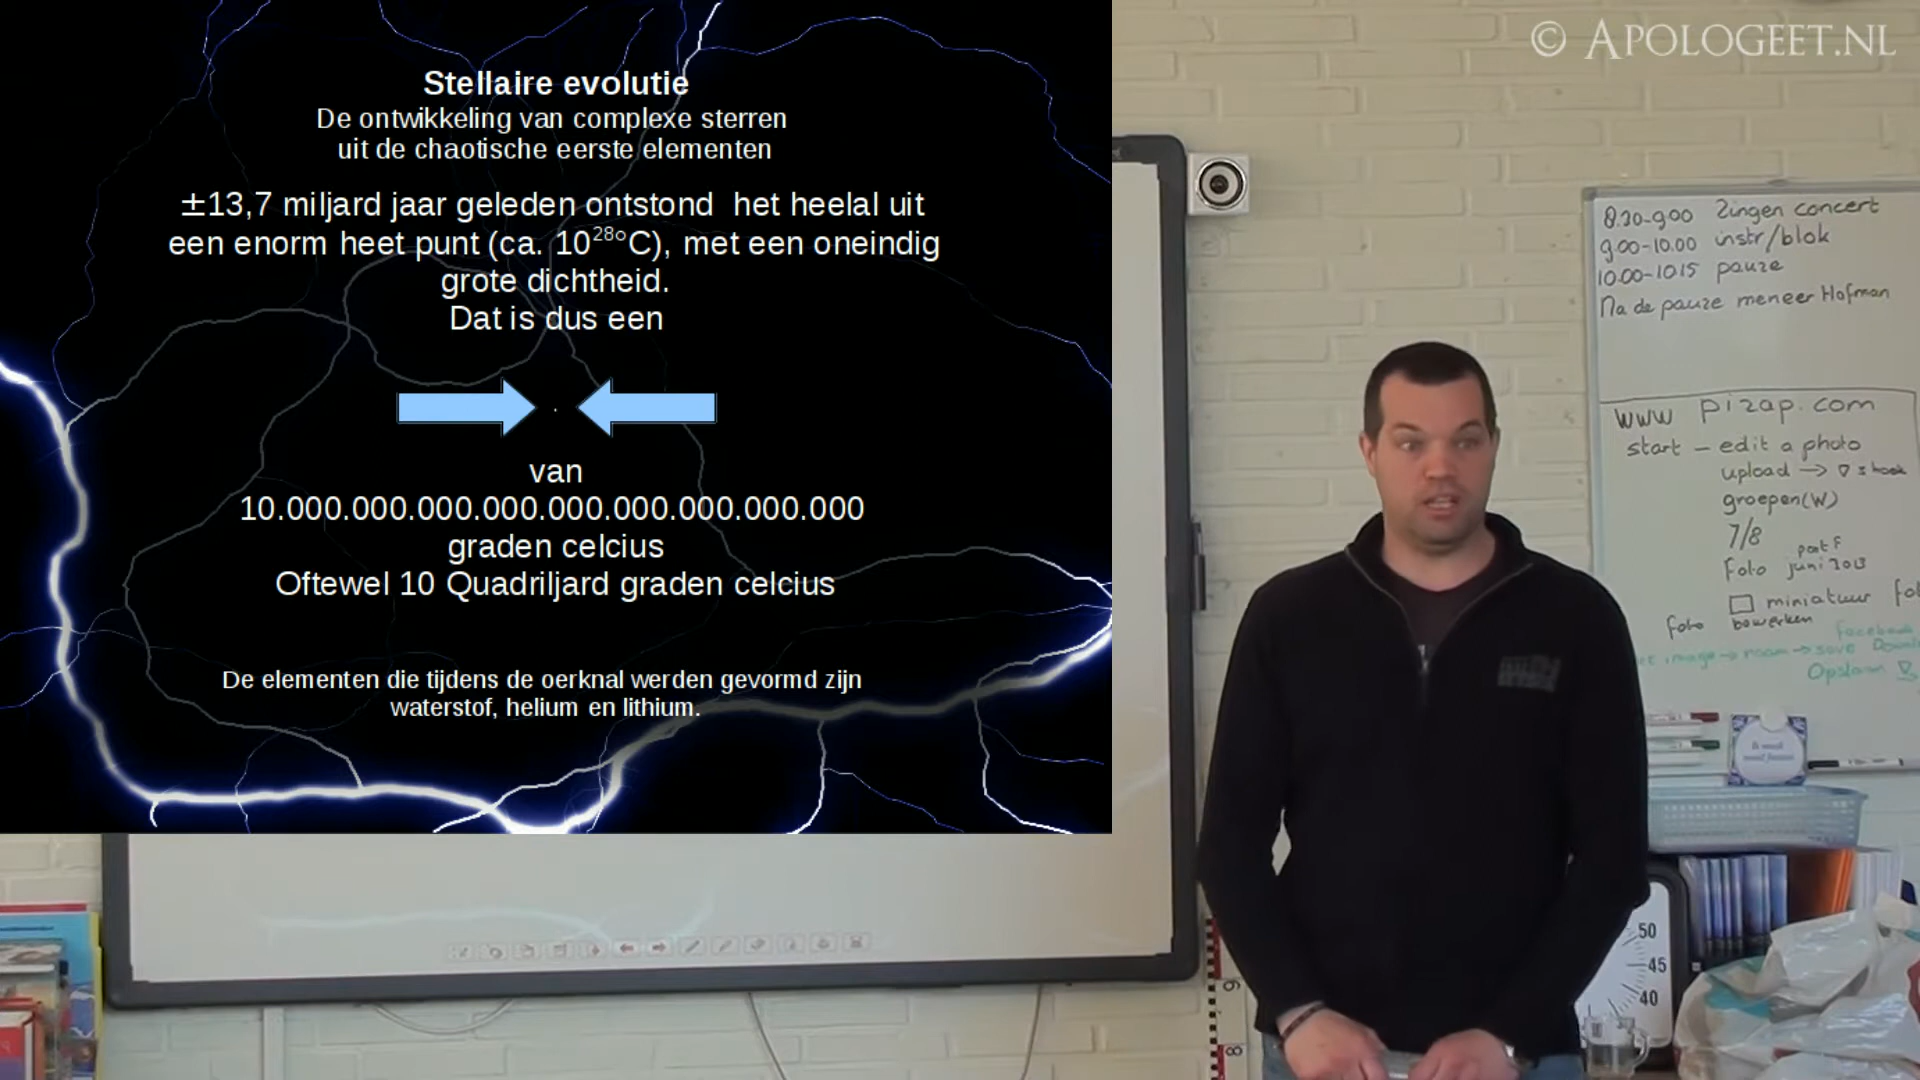 © APOLOGEET.NL
Stellaire evolutie
De ontwikkeling van complexe sterren
uit de chaotische eerste elementen
±13,7 miljard jaar geleden ontstond het heelal uit
een enorm heet punt (ca. 10²⁸°C), met een oneindig
grote dichtheid.
Dat is dus een
van
10.000.000.000.000.000.000.000.000.000
graden celcius
Oftewel 10 Quadriljard graden celcius
De elementen die tijdens de oerknal werden gevormd zijn
waterstof, helium en lithium.
8.30-9.00 Zingen concert
9.00-10.00 instr/blok
10.00-10.15 pauze
Na de pauze meneer Hofman
www pizap.com
start – edit a photo
upload →
groepen(W)
7/8
foto juni 2013
miniatuur
foto bewerken
facebook
save
Opslaan
50
45
40
6
8